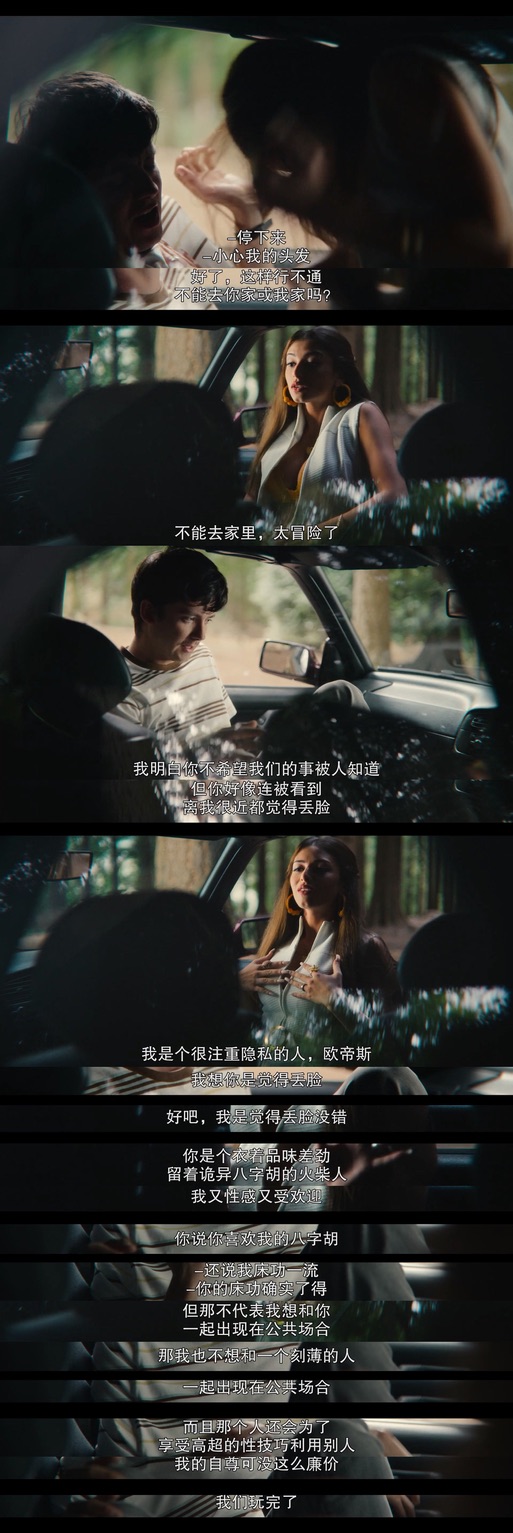 -停下来
-小心我的头发
好了，这样行不通
不能去你家或我家吗?
不能去家里，太冒险了
我明白你不希望我们的事被人知道
但你好像连被看到
离我很近都觉得丢脸
我是个很注重隐私的人，欧帝斯
我想你是觉得丢脸
好吧，我是觉得丢脸没错
你是个衣着品味差劲
留着诡异八字胡的火柴人
我又性感又受欢迎
你说你喜欢我的八字胡
-还说我床功一流
-你的床功确实了得
但那不代表我想和你
一起出现在公共场合
那我也不想和一个刻薄的人
一起出现在公共场合
而且那个人还会为了
享受高超的性技巧利用别人
我的自尊可没这么廉价
我们玩完了